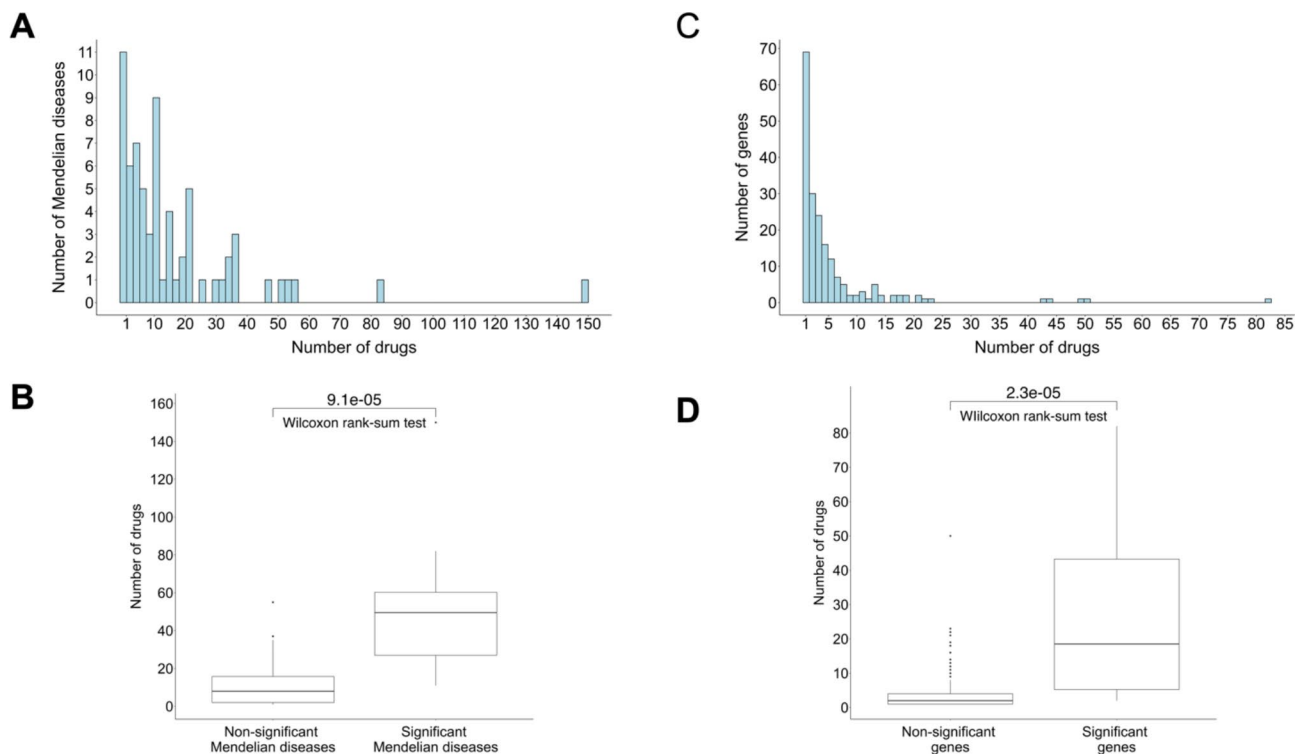 A
Number of Mendelian diseases
11
10
9
8
7
6
5
4
3
2
1
0
1 10 20 30 40 50 60 70 80 90 100 110 120 130 140 150
Number of drugs
C
Number of genes
70
60
50
40
30
20
10
0
1 5 10 15 20 25 30 35 50 45 50 55 60 65 70 75 80 85
Number of drugs
B
Number of drugs
160
140
120
100
80
60
40
20
0
9.1e-05
Wilcoxon rank-sum test
Non-significant
Mendelian diseases
Significant
Mendelian diseases
D
Number of drugs
80
70
60
50
40
30
20
10
0
2.3e-05
WIilcoxon rank-sum test
Non-significant
genes
Significant
genes